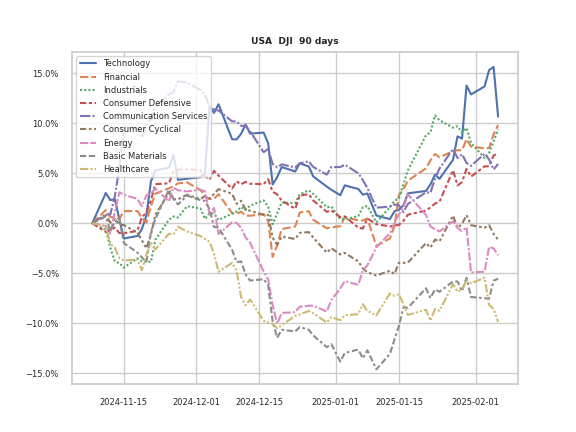 USA  DJI  90 days
15.0%
10.0%
5.0%
0.0%
−5.0%
−10.0%
−15.0%
Technology
Financial
Industrials
Consumer Defensive
Communication Services
Consumer Cyclical
Energy
Basic Materials
Healthcare
2024-11-15 2024-12-01 2024-12-15 2025-01-01 2025-01-15 2025-02-01